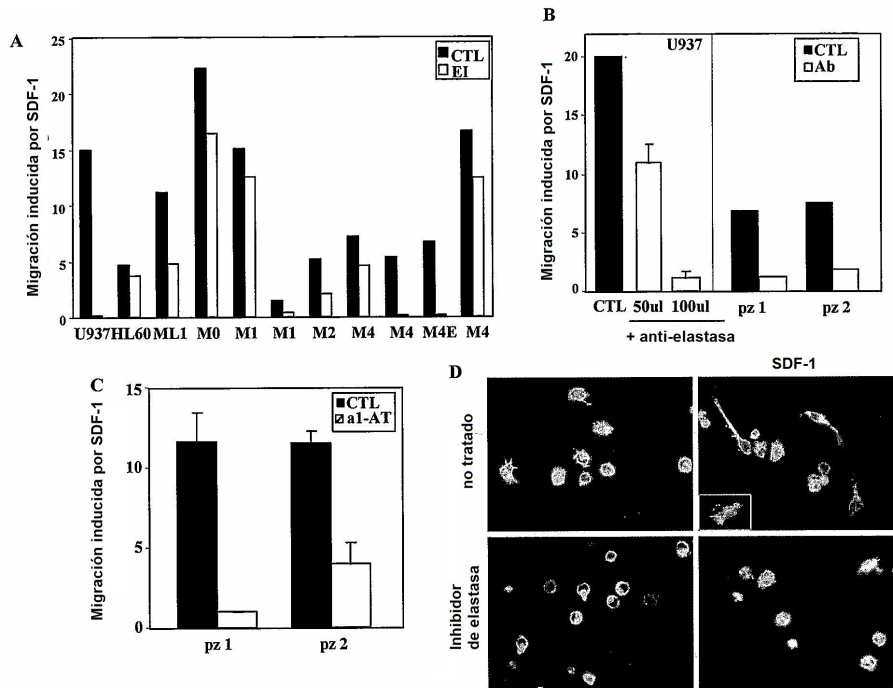 A
Migración inducida por SDF-1
25
20
15
10
5
0
CTL
EI
U937 HL60 ML1 M0 M1 M1 M2 M4 M4 M4E M4
B
Migración inducida por SDF-1
20
15
10
5
0
U937
CTL
Ab
CTL 50ul 100ul pz 1 pz 2
+ anti-elastasa
C
Migración inducida por SDF-1
15
10
5
0
CTL
a1-AT
pz 1 pz 2
D
SDF-1
no tratado
Inhibidor
de elastasa